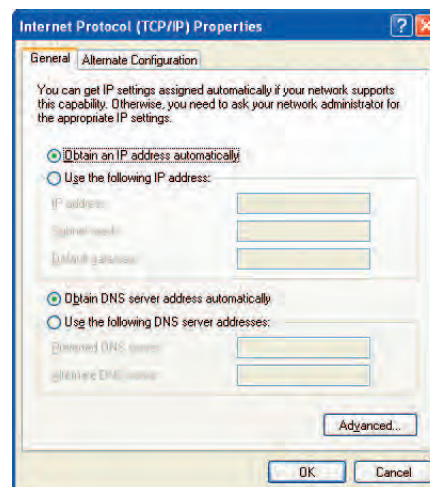 Internet Protocol (TCP/IP) Properties
General Alternate Configuration
You can get IP settings assigned automatically if your network supports
this capability. Otherwise, you need to ask your network administrator for
the appropriate IP settings.
Obtain an IP address automatically
Use the following IP address:
IP address:
Subnet mask:
Default gateway:
Obtain DNS server address automatically
Use the following DNS server addresses:
Preferred DNS server:
Alternate DNS server:
Advanced...
OK Cancel